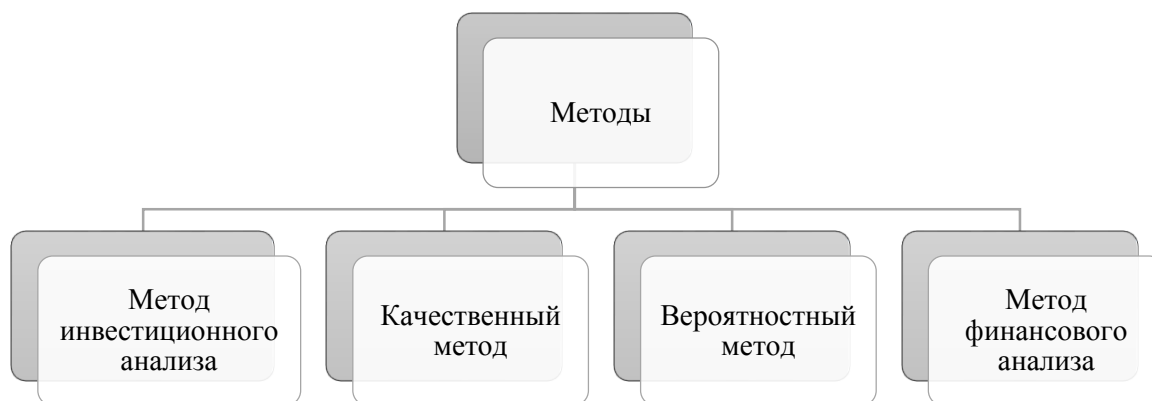 Методы
Метод
инвестиционного
анализа
Качественный
метод
Вероятностный
метод
Метод
финансового
анализа